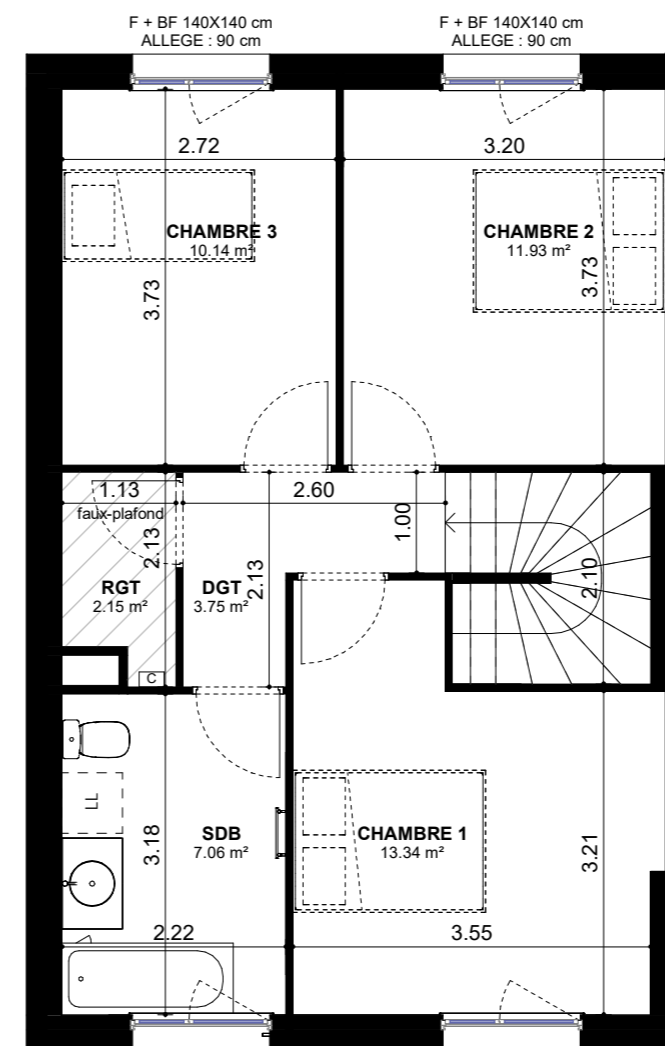 F + BF 140X140 cm
ALLEGE : 90 cm
F + BF 140X140 cm
ALLEGE : 90 cm
2.72
3.20
CHAMBRE 3
10.14 m²
CHAMBRE 2
11.93 m²
3.73
3.73
1.13
faux-plafond
2.60
1.00
2.13
2.13
2.10
RGT
2.15 m²
DGT
3.75 m²
C
LL
SDB
7.06 m²
CHAMBRE 1
13.34 m²
3.18
3.21
2.22
3.55